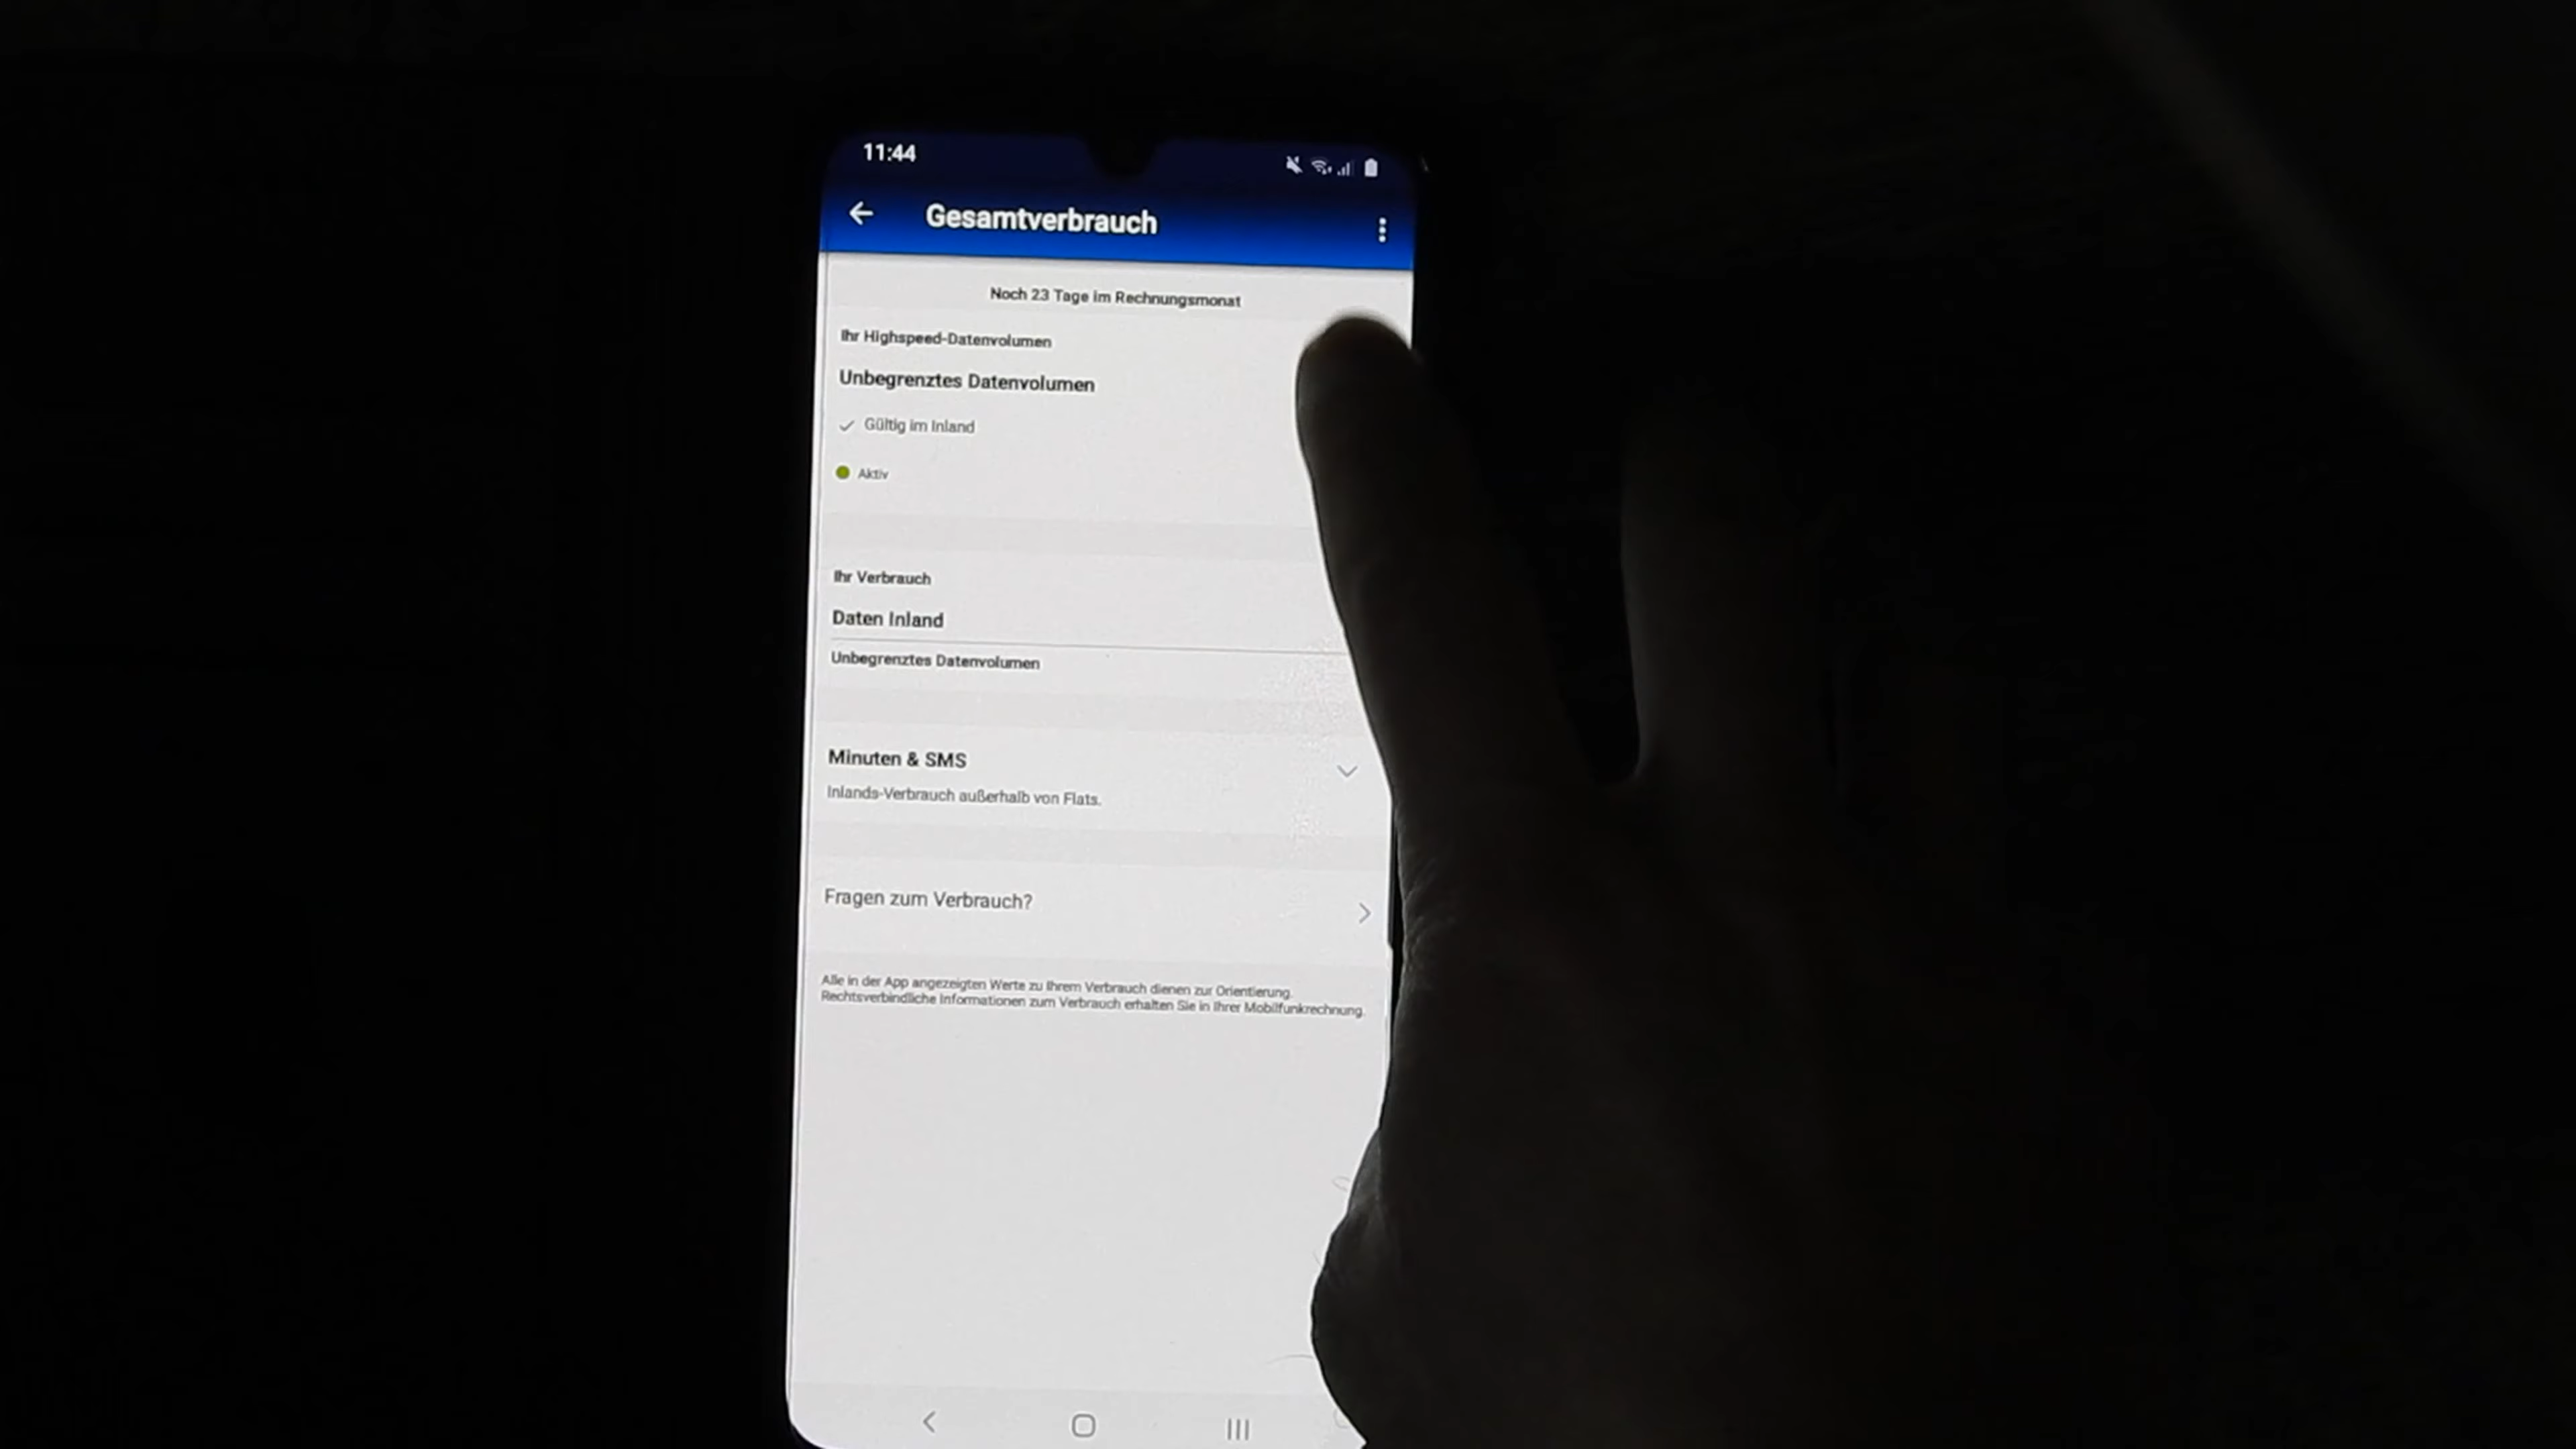 11:44
Gesamtverbrauch
Noch 23 Tage im Rechnungsmonat
Ihr Highspeed-Datenvolumen
Unbegrenztes Datenvolumen
Gültig im Inland
Aktiv
Ihr Verbrauch
Daten Inland
Unbegrenztes Datenvolumen
Minuten & SMS
Inlands-Verbrauch außerhalb von Flats.
Fragen zum Verbrauch?
Alle in der App angezeigten Werte zu Ihrem Verbrauch dienen zur Orientierung.
Rechtsverbindliche Informationen zum Verbrauch erhalten Sie in Ihrer Mobilfunkrechnung.